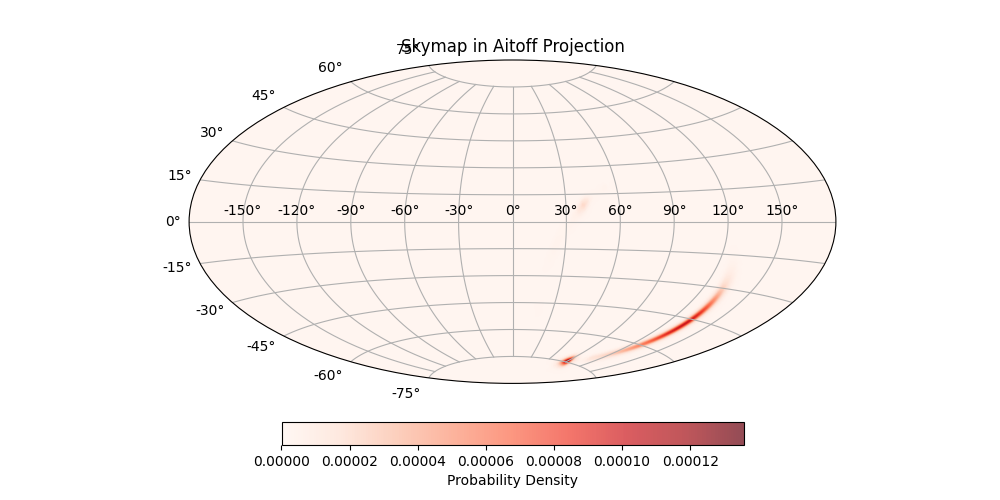 Skymap in Aitoff Projection
75°
60°
45°
30°
15°
-150° -120° -90° -60° -30° 0° 30° 60° 90° 120° 150°
0°
-15°
-30°
-45°
-60°
-75°
0.00000 0.00002 0.00004 0.00006 0.00008 0.00010 0.00012
Probability Density